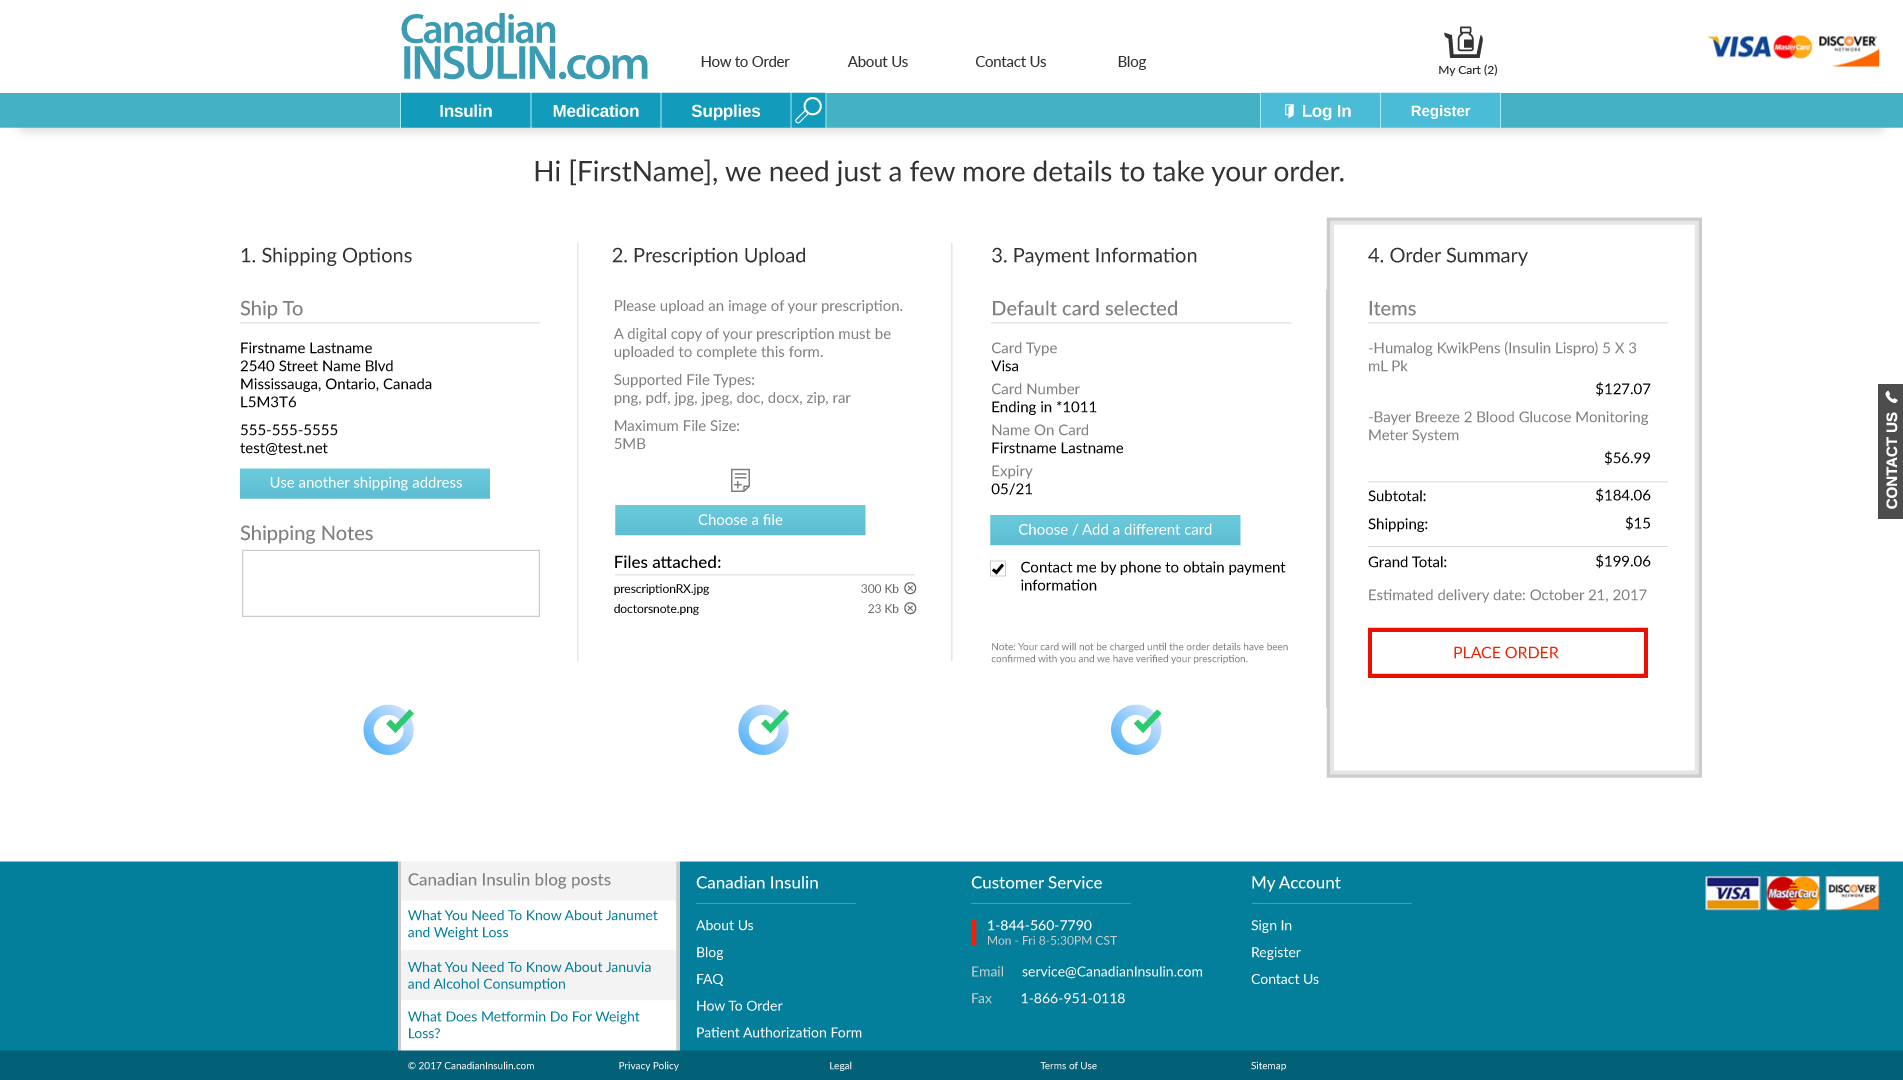 Canadian
INSULIN.com
How to Order
About Us
Contact Us
Blog
My Cart (2)
VISA MasterCard DISCOVER
NETWORK
Insulin
Medication
Supplies
Log In
Register
Hi [FirstName], we need just a few more details to take your order.
1. Shipping Options
Ship To
Firstname Lastname
2540 Street Name Blvd
Mississauga, Ontario, Canada
L5M3T6
555-555-5555
test@test.net
Use another shipping address
Shipping Notes
2. Prescription Upload
Please upload an image of your prescription.
A digital copy of your prescription must be
uploaded to complete this form.
Supported File Types:
png, pdf, jpg, jpeg, doc, docx, zip, rar
Maximum File Size:
5MB
Choose a file
Files attached:
prescriptionRX.jpg 300 Kb
doctorsnote.png 23 Kb
3. Payment Information
Default card selected
Card Type
Visa
Card Number
Ending in *1011
Name On Card
Firstname Lastname
Expiry
05/21
Choose / Add a different card
Contact me by phone to obtain payment
information
Note: Your card will not be charged until the order details have been
confirmed with you and we have verified your prescription.
4. Order Summary
Items
-Humalog KwikPens (Insulin Lispro) 5 X 3
mL Pk
$127.07
-Bayer Breeze 2 Blood Glucose Monitoring
Meter System
$56.99
Subtotal: $184.06
Shipping: $15
Grand Total: $199.06
Estimated delivery date: October 21, 2017
PLACE ORDER
CONTACT US
Canadian Insulin blog posts
What You Need To Know About Janumet
and Weight Loss
What You Need To Know About Januvia
and Alcohol Consumption
What Does Metformin Do For Weight
Loss?
Canadian Insulin
About Us
Blog
FAQ
How To Order
Patient Authorization Form
Customer Service
1-844-560-7790
Mon - Fri 8-5:30PM CST
Email service@CanadianInsulin.com
Fax 1-866-951-0118
My Account
Sign In
Register
Contact Us
VISA MasterCard DISCOVER
NETWORK
© 2017 CanadianInsulin.com
Privacy Policy
Legal
Terms of Use
Sitemap